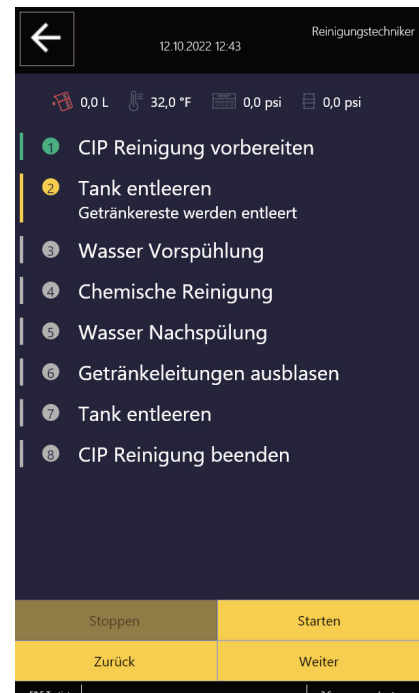 Reinigungstechniker
12.10.2022 12:43
0,0 L 32,0 °F 0,0 psi 0,0 psi
1 CIP Reinigung vorbereiten
2 Tank entleeren
Getränkereste werden entleert
3 Wasser Vorspühlung
4 Chemische Reinigung
5 Wasser Nachspülung
6 Getränkeleitungen ausblasen
7 Tank entleeren
8 CIP Reinigung beenden
Stoppen Starten
Zurück Weiter